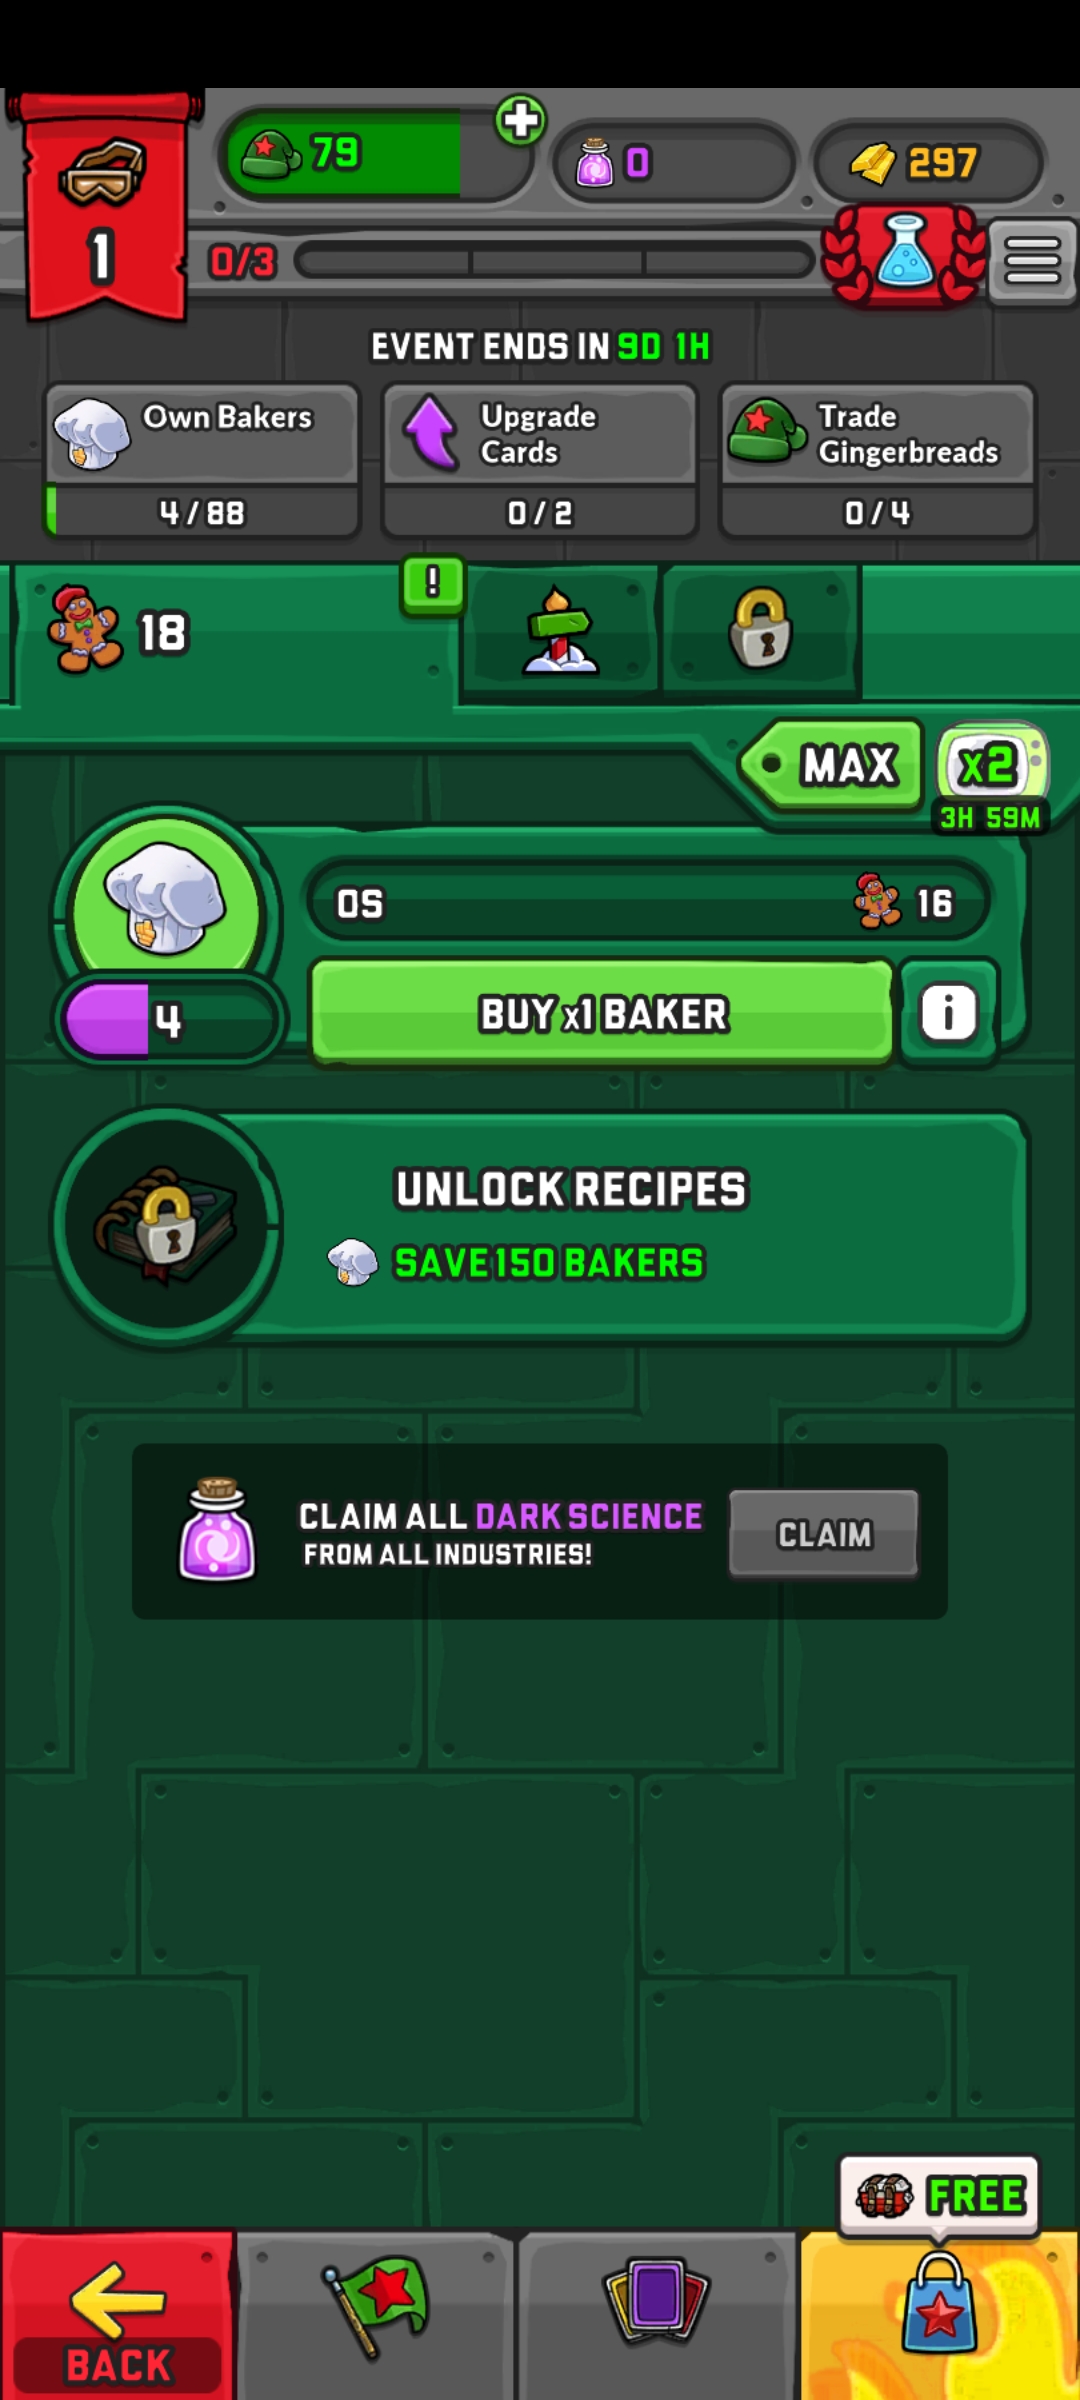 79
0
297
1
0/3
EVENT ENDS IN 9D 1H
Own Bakers
4 / 88
Upgrade
Cards
0 / 2
Trade
Gingerbreads
0 / 4
18
!
MAX
x2
3H 59M
0S
16
4
BUY x1 BAKER
i
UNLOCK RECIPES
SAVE 150 BAKERS
CLAIM ALL DARK SCIENCE
FROM ALL INDUSTRIES!
CLAIM
FREE
BACK